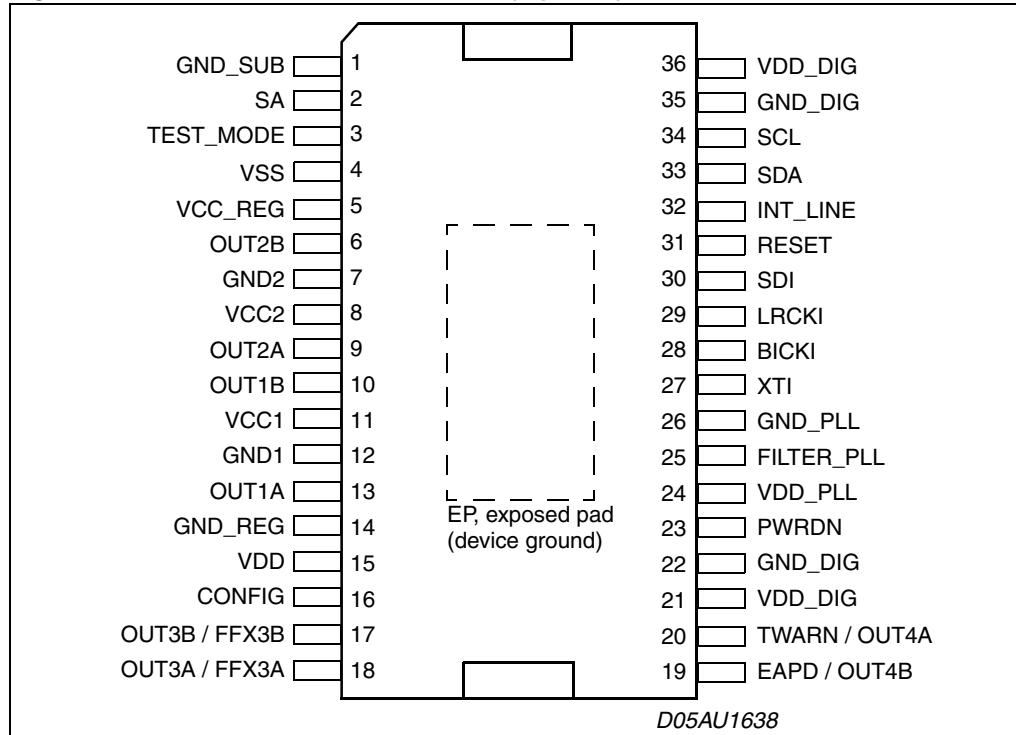 GND_SUB 1 36 VDD_DIG
SA 2 35 GND_DIG
TEST_MODE 3 34 SCL
VSS 4 33 SDA
VCC_REG 5 32 INT_LINE
OUT2B 6 31 RESET
GND2 7 30 SDI
VCC2 8 29 LRCKI
OUT2A 9 28 BICKI
OUT1B 10 27 XTI
VCC1 11 26 GND_PLL
GND1 12 25 FILTER_PLL
OUT1A 13 24 VDD_PLL
GND_REG 14 23 PWRDN
VDD 15 22 GND_DIG
CONFIG 16 21 VDD_DIG
OUT3B / FFX3B 17 20 TWARN / OUT4A
OUT3A / FFX3A 18 19 EAPD / OUT4B
EP, exposed pad
(device ground)
D05AU1638